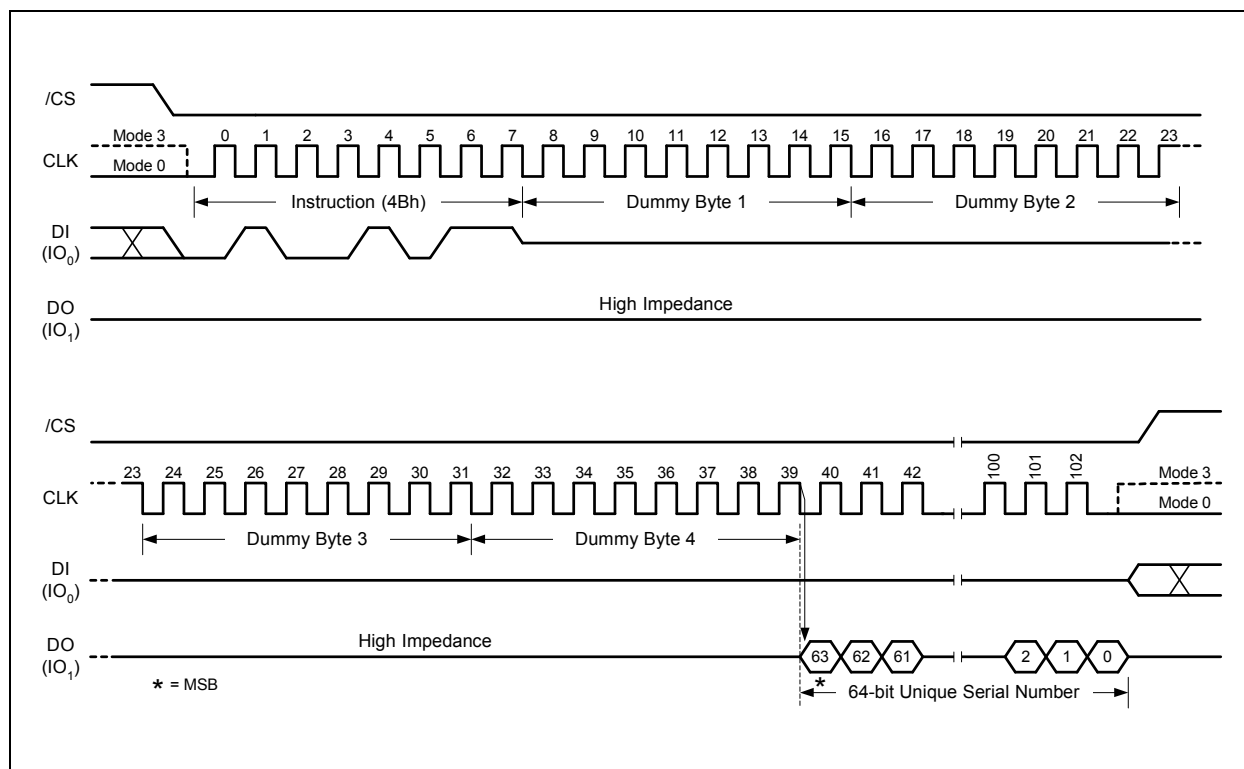 /CS
Mode 3
0 1 2 3 4 5 6 7 8 9 10 11 12 13 14 15 16 17 18 19 20 21 22 23
CLK
Mode 0
Instruction (4Bh) Dummy Byte 1 Dummy Byte 2
DI
(IO0)
High Impedance
DO
(IO1)
/CS
23 24 25 26 27 28 29 30 31 32 33 34 35 36 37 38 39 40 41 42 100 101 102
Mode 3
CLK
Mode 0
Dummy Byte 3 Dummy Byte 4
DI
(IO0)
High Impedance
DO
(IO1)
63 62 61 2 1 0
* = MSB
*
64-bit Unique Serial Number